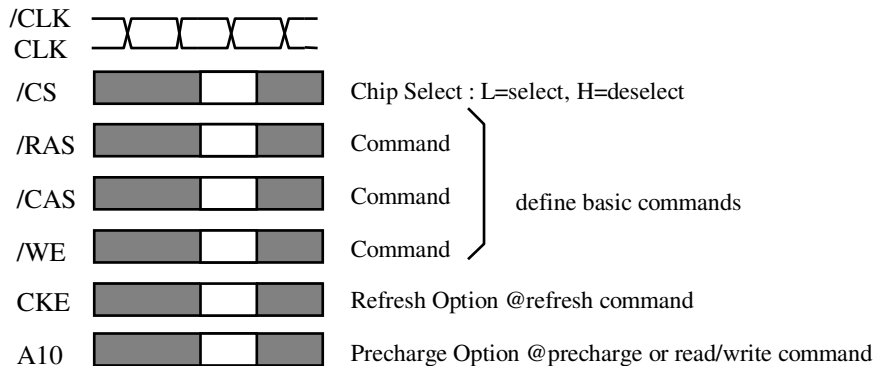 /CLK
CLK
/CS Chip Select : L=select, H=deselect
/RAS Command
/CAS Command
define basic commands
/WE Command
CKE Refresh Option @refresh command
A10 Precharge Option @precharge or read/write command